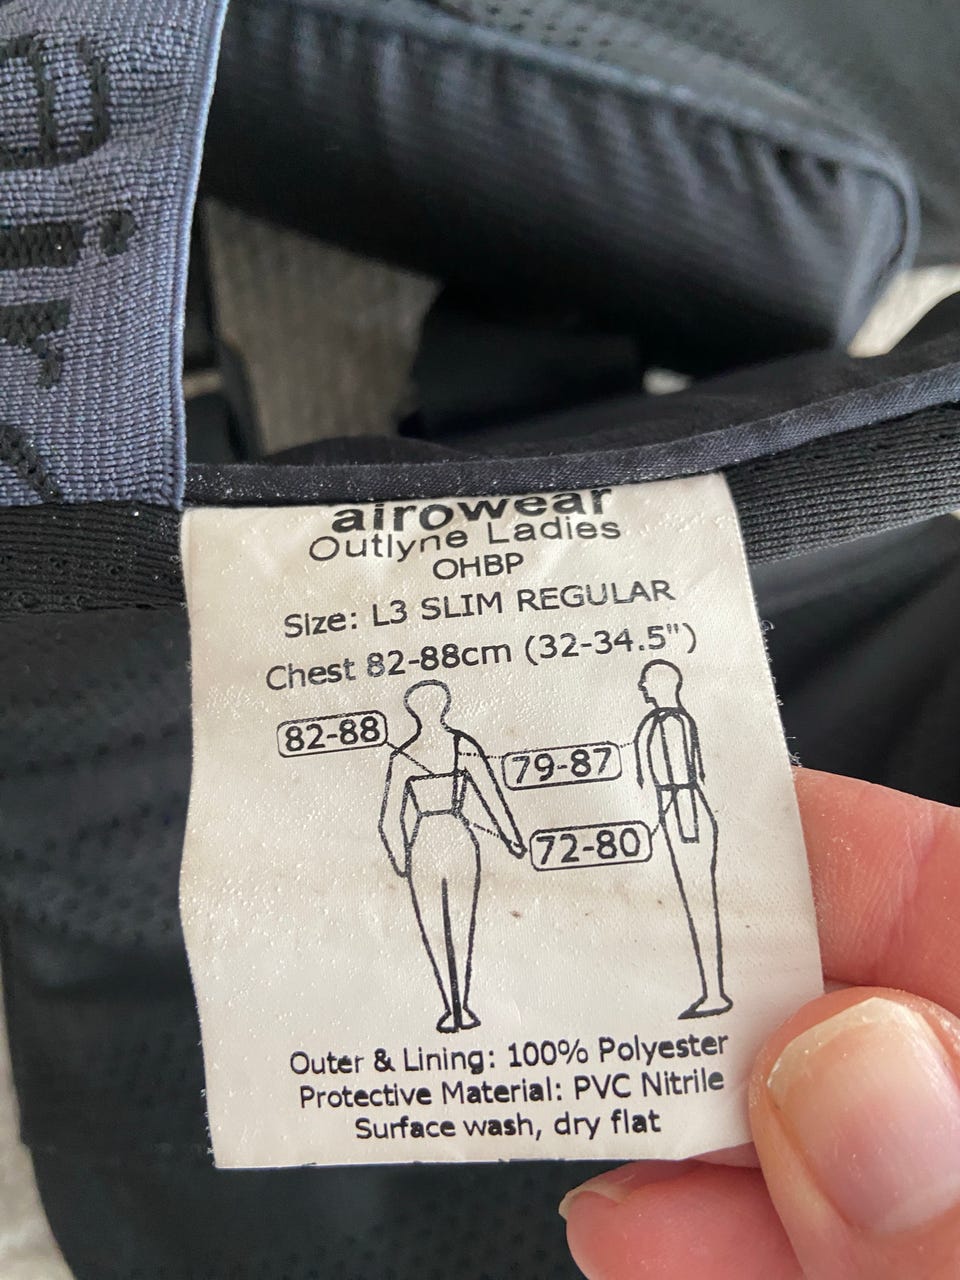 airowear
Outlyne Ladies
OHBP
Size: L3 SLIM REGULAR
Chest 82-88cm (32-34.5")
82-88
79-87
72-80
Outer & Lining: 100% Polyester
Protective Material: PVC Nitrile
Surface wash, dry flat